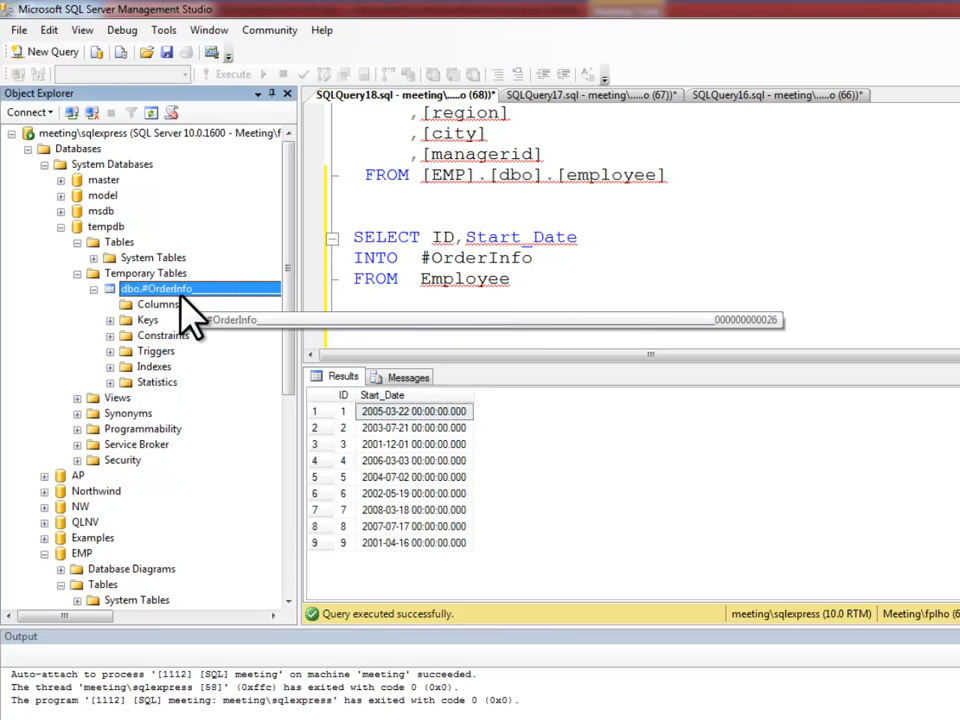 Microsoft SQL Server Management Studio
File Edit View Debug Tools Window Community Help
New Query
Execute
Object Explorer
Connect
meeting\sqlexpress (SQL Server 10.0.1600 - Meeting\f
Databases
System Databases
master
model
msdb
tempdb
Tables
System Tables
Temporary Tables
dbo.#OrderInfo
Columns
Keys
Constraints
Triggers
Indexes
Statistics
Views
Synonyms
Programmability
Service Broker
Security
AP
Northwind
NW
QLNV
Examples
EMP
Database Diagrams
Tables
System Tables
SQLQuery18.sql - meeting\.....o (68))* SQLQuery17.sql - meeting\.....o (67))* SQLQuery16.sql - meeting\.....o (66))*
,[region]
,[city]
,[managerid]
FROM [EMP].[dbo].[employee]
SELECT ID,Start_Date
INTO #OrderInfo
FROM Employee
#OrderInfo____000000000026
Results Messages
ID Start_Date
1 1 2005-03-22 00:00:00.000
2 2 2003-07-21 00:00:00.000
3 3 2001-12-01 00:00:00.000
4 4 2006-03-03 00:00:00.000
5 5 2004-07-02 00:00:00.000
6 6 2002-05-19 00:00:00.000
7 7 2008-03-18 00:00:00.000
8 8 2007-07-17 00:00:00.000
9 9 2001-04-16 00:00:00.000
Query executed successfully. meeting\sqlexpress (10.0 RTM) Meeting\fplho (6
Output
Auto-attach to process '[1112] [SQL] meeting' on machine 'meeting' succeeded.
The thread 'meeting\sqlexpress [58]' (0xffc) has exited with code 0 (0x0).
The program '[1112] [SQL] meeting: meeting\sqlexpress' has exited with code 0 (0x0).